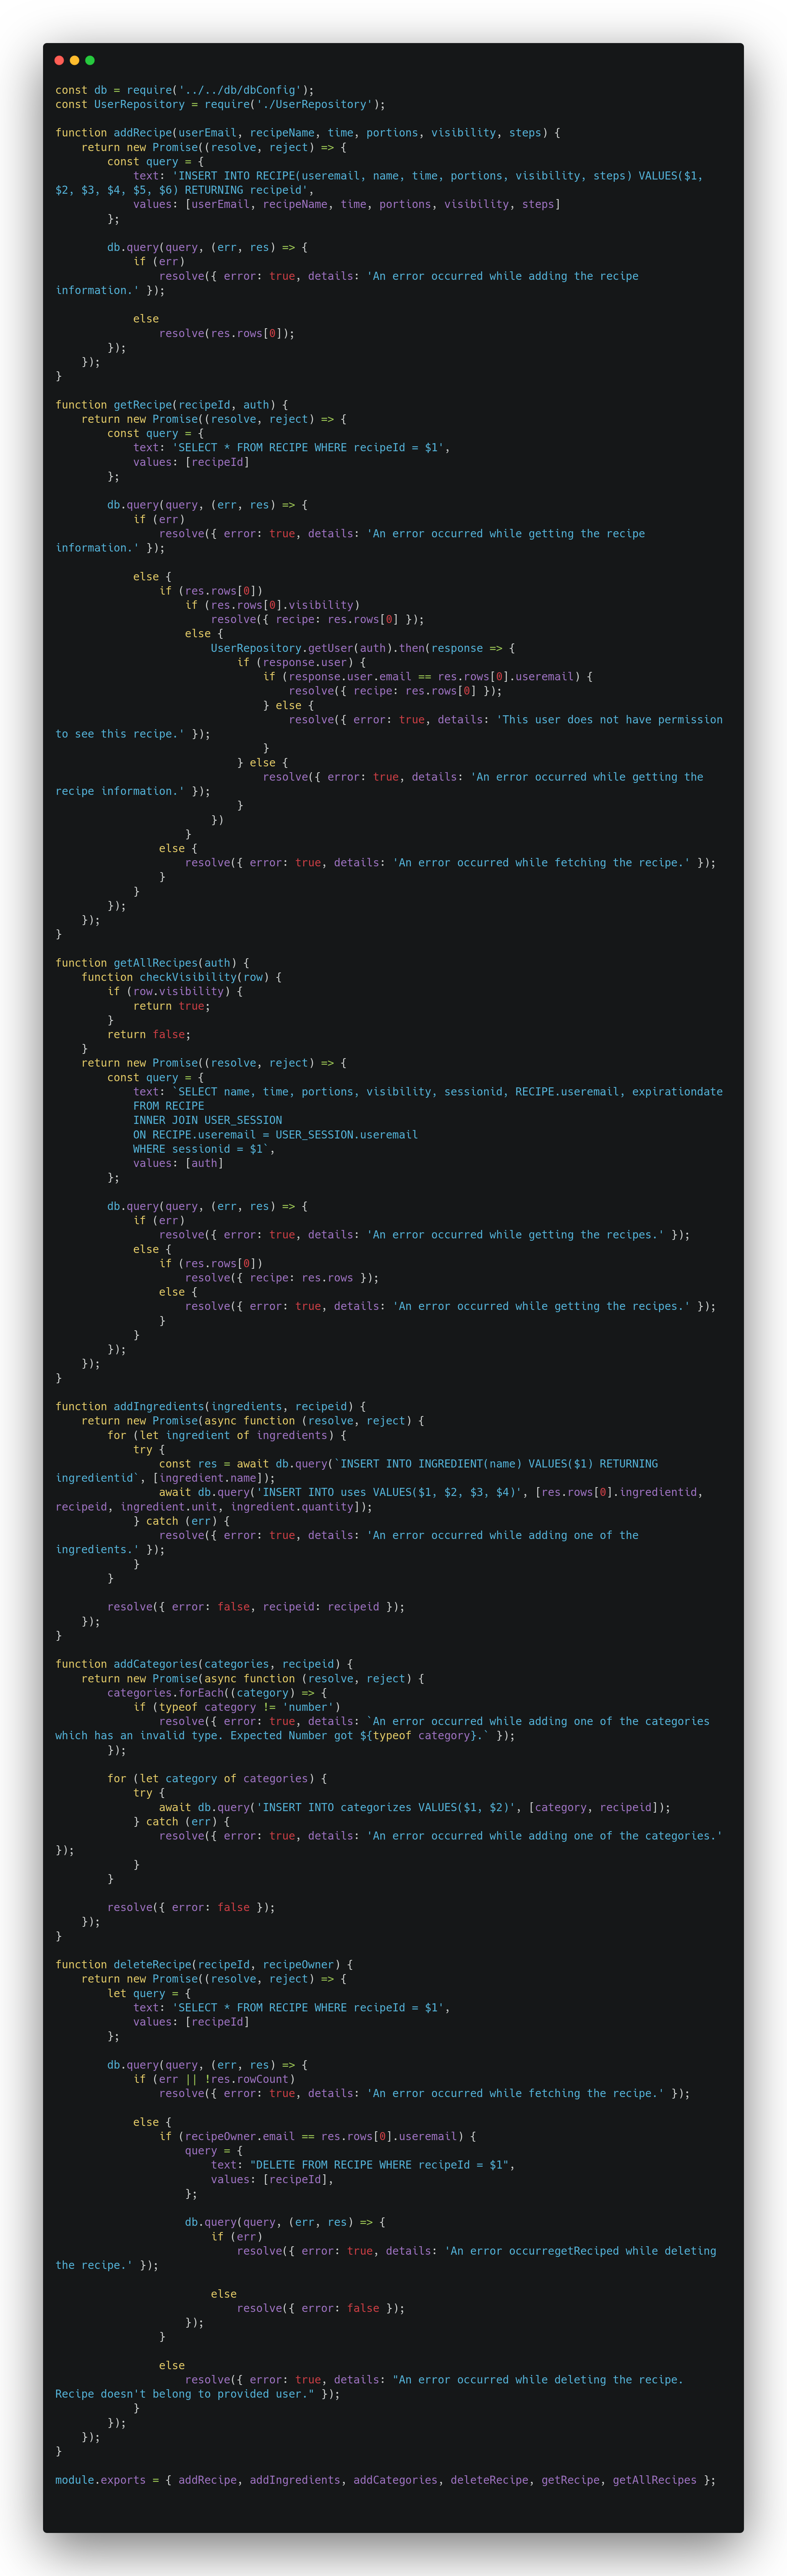 const db = require('../../db/dbConfig');
const UserRepository = require('./UserRepository');

function addRecipe(userEmail, recipeName, time, portions, visibility, steps) {
    return new Promise((resolve, reject) => {
        const query = {
            text: 'INSERT INTO RECIPE(useremail, name, time, portions, visibility, steps) VALUES($1,
$2, $3, $4, $5, $6) RETURNING recipeid',
            values: [userEmail, recipeName, time, portions, visibility, steps]
        };

        db.query(query, (err, res) => {
            if (err)
                resolve({ error: true, details: 'An error occurred while adding the recipe
information.' });

            else
                resolve(res.rows[0]);
        });
    });
}

function getRecipe(recipeId, auth) {
    return new Promise((resolve, reject) => {
        const query = {
            text: 'SELECT * FROM RECIPE WHERE recipeId = $1',
            values: [recipeId]
        };

        db.query(query, (err, res) => {
            if (err)
                resolve({ error: true, details: 'An error occurred while getting the recipe
information.' });

            else {
                if (res.rows[0])
                    if (res.rows[0].visibility)
                        resolve({ recipe: res.rows[0] });
                    else {
                        UserRepository.getUser(auth).then(response => {
                            if (response.user) {
                                if (response.user.email == res.rows[0].useremail) {
                                    resolve({ recipe: res.rows[0] });
                                } else {
                                    resolve({ error: true, details: 'This user does not have permission
to see this recipe.' });
                                }
                            } else {
                                resolve({ error: true, details: 'An error occurred while getting the
recipe information.' });
                            }
                        })
                    }
                else {
                    resolve({ error: true, details: 'An error occurred while fetching the recipe.' });
                }
            }
        });
    });
}

function getAllRecipes(auth) {
    function checkVisibility(row) {
        if (row.visibility) {
            return true;
        }
        return false;
    }
    return new Promise((resolve, reject) => {
        const query = {
            text: `SELECT name, time, portions, visibility, sessionid, RECIPE.useremail, expirationdate
            FROM RECIPE
            INNER JOIN USER_SESSION
            ON RECIPE.useremail = USER_SESSION.useremail
            WHERE sessionid = $1`,
            values: [auth]
        };

        db.query(query, (err, res) => {
            if (err)
                resolve({ error: true, details: 'An error occurred while getting the recipes.' });
            else {
                if (res.rows[0])
                    resolve({ recipe: res.rows });
                else {
                    resolve({ error: true, details: 'An error occurred while getting the recipes.' });
                }
            }
        });
    });
}

function addIngredients(ingredients, recipeid) {
    return new Promise(async function (resolve, reject) {
        for (let ingredient of ingredients) {
            try {
                const res = await db.query(`INSERT INTO INGREDIENT(name) VALUES($1) RETURNING
ingredientid`, [ingredient.name]);
                await db.query('INSERT INTO uses VALUES($1, $2, $3, $4)', [res.rows[0].ingredientid,
recipeid, ingredient.unit, ingredient.quantity]);
            } catch (err) {
                resolve({ error: true, details: 'An error occurred while adding one of the
ingredients.' });
            }
        }

        resolve({ error: false, recipeid: recipeid });
    });
}

function addCategories(categories, recipeid) {
    return new Promise(async function (resolve, reject) {
        categories.forEach((category) => {
            if (typeof category != 'number')
                resolve({ error: true, details: `An error occurred while adding one of the categories
which has an invalid type. Expected Number got ${typeof category}.` });
        });

        for (let category of categories) {
            try {
                await db.query('INSERT INTO categorizes VALUES($1, $2)', [category, recipeid]);
            } catch (err) {
                resolve({ error: true, details: 'An error occurred while adding one of the categories.'
});
            }
        }

        resolve({ error: false });
    });
}

function deleteRecipe(recipeId, recipeOwner) {
    return new Promise((resolve, reject) => {
        let query = {
            text: 'SELECT * FROM RECIPE WHERE recipeId = $1',
            values: [recipeId]
        };

        db.query(query, (err, res) => {
            if (err || !res.rowCount)
                resolve({ error: true, details: 'An error occurred while fetching the recipe.' });

            else {
                if (recipeOwner.email == res.rows[0].useremail) {
                    query = {
                        text: "DELETE FROM RECIPE WHERE recipeId = $1",
                        values: [recipeId],
                    };

                    db.query(query, (err, res) => {
                        if (err)
                            resolve({ error: true, details: 'An error occurregetReciped while deleting
the recipe.' });

                        else
                            resolve({ error: false });
                    });
                }

                else
                    resolve({ error: true, details: "An error occurred while deleting the recipe.
Recipe doesn't belong to provided user." });
            }
        });
    });
}

module.exports = { addRecipe, addIngredients, addCategories, deleteRecipe, getRecipe, getAllRecipes };